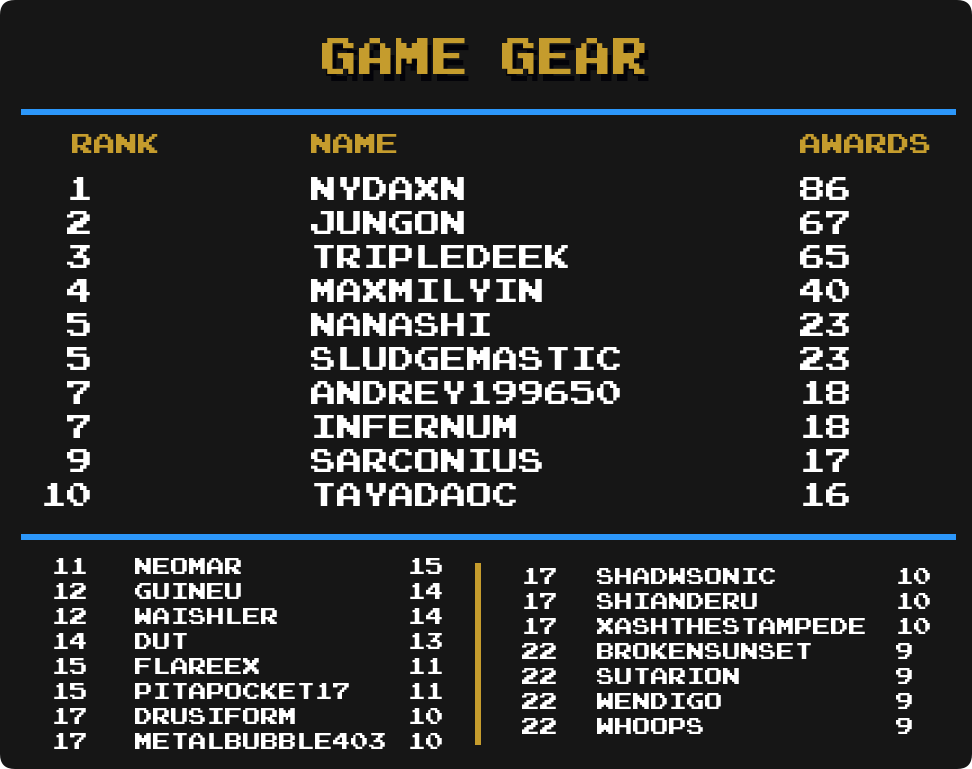 GAME GEAR
RANK NAME AWARDS
1 NYDAXN 86
2 JUNGON 67
3 TRIPLEDEEK 65
4 MAXMILYIN 40
5 NANASHI 23
5 SLUDGEMASTIC 23
7 ANDREY199650 18
7 INFERNUM 18
9 SARCONIUS 17
10 TAYADAOC 16
11 NEOMAR 15
12 GUINEU 14
12 WAISHLER 14
14 DUT 13
15 FLAREEX 11
15 PITAPOCKET17 11
17 DRUSIFORM 10
17 METALBUBBLE403 10
17 SHADWSONIC 10
17 SHIANDERU 10
17 XASHTHESTAMPEDE 10
22 BROKENSUNSET 9
22 SUTARION 9
22 WENDIGO 9
22 WHOOPS 9